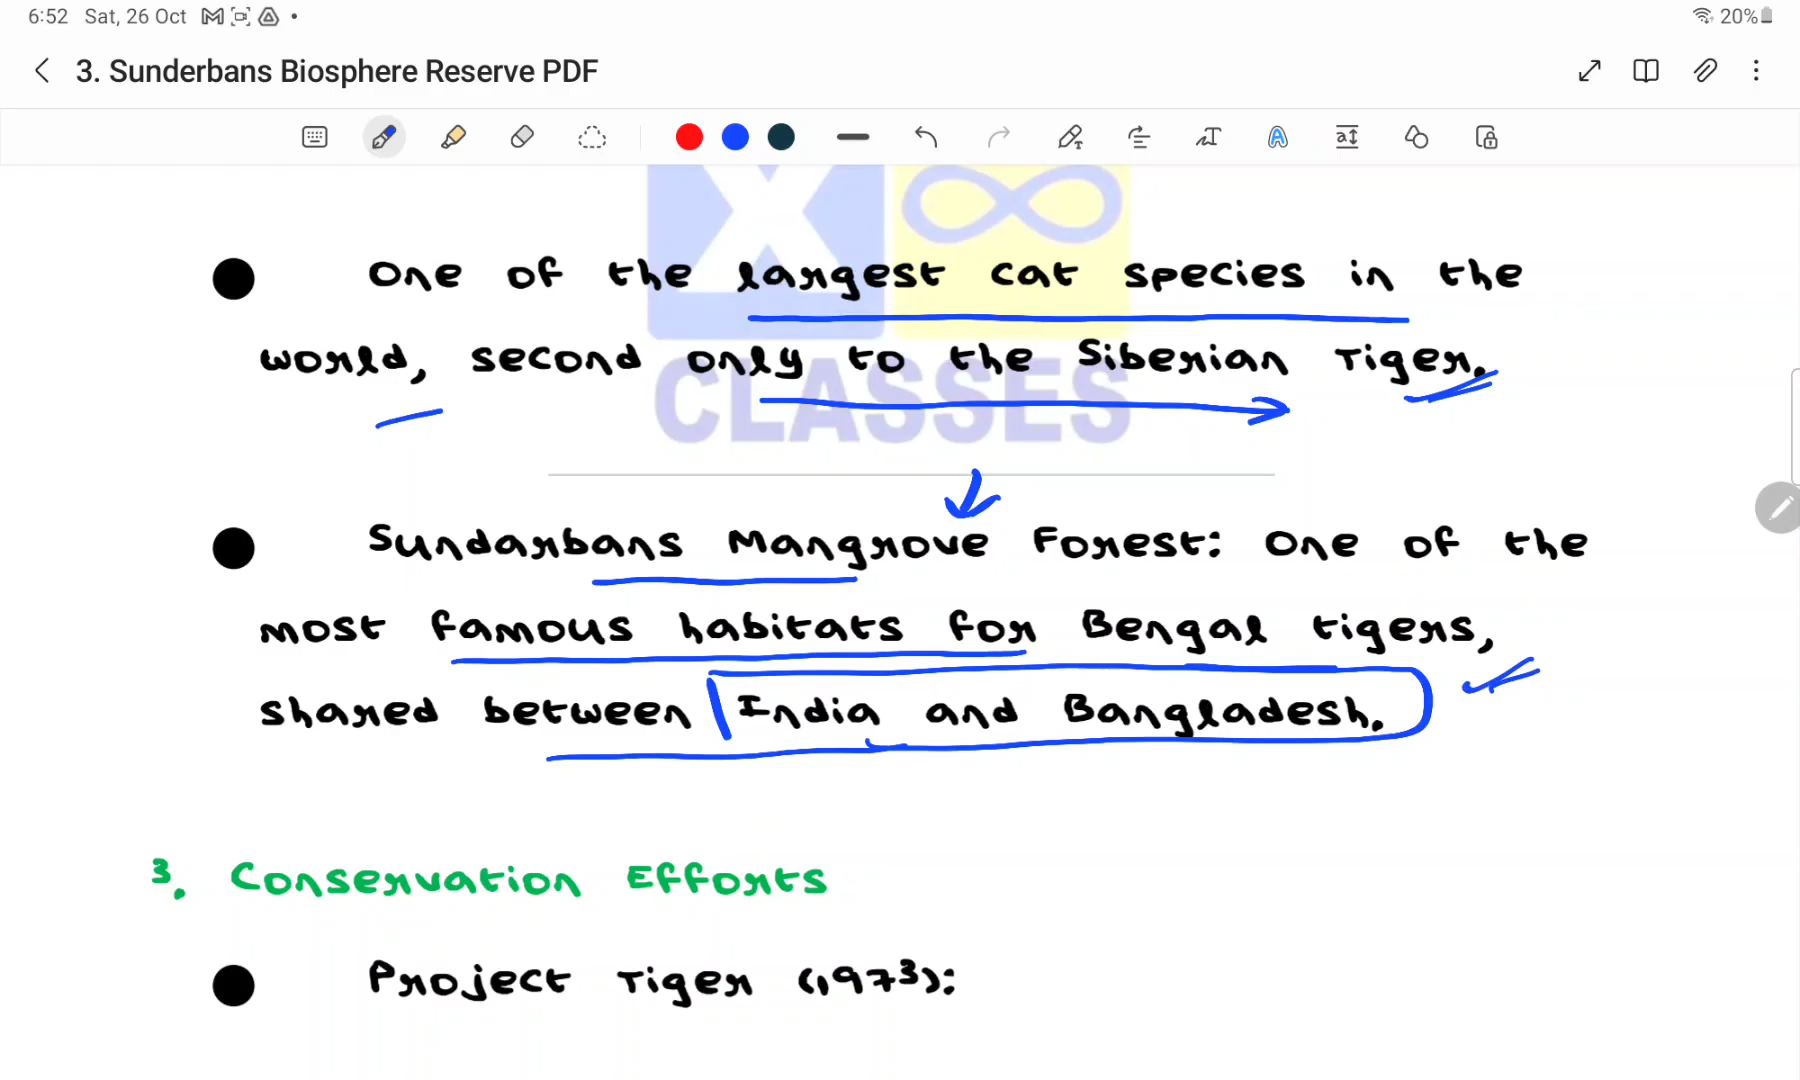 6:52 Sat, 26 Oct
20%
3. Sunderbans Biosphere Reserve PDF
X
CLASSES
● One of the largest cat species in the
world, second only to the Siberian Tiger.
● Sundarbans Mangrove Forest: One of the
most famous habitats for Bengal tigers,
shared between India and Bangladesh.
3. Conservation Efforts
● Project Tiger (1973):